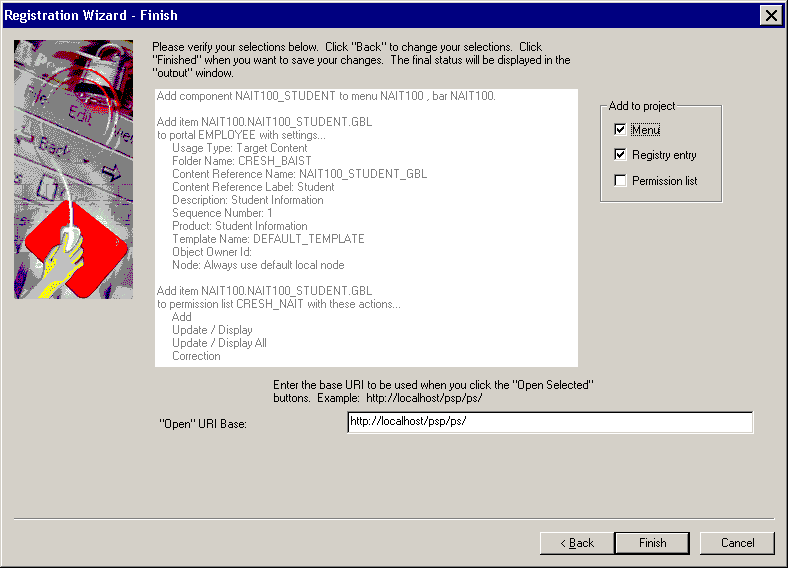 Registration Wizard - Finish
File
Edit
Back
Please verify your selections below. Click "Back" to change your selections. Click
"Finished" when you want to save your changes. The final status will be displayed in the
"output" window.
Add component NAIT100_STUDENT to menu NAIT100 , bar NAIT100.
Add item NAIT100.NAIT100_STUDENT.GBL
to portal EMPLOYEE with settings...
Usage Type: Target Content
Folder Name: CRESH_BAIST
Content Reference Name: NAIT100_STUDENT_GBL
Content Reference Label: Student
Description: Student Information
Sequence Number: 1
Product: Student Information
Template Name: DEFAULT_TEMPLATE
Object Owner Id:
Node: Always use default local node
Add item NAIT100.NAIT100_STUDENT.GBL
to permission list CRESH_NAIT with these actions...
Add
Update / Display
Update / Display All
Correction
Add to project
Menu
Registry entry
Permission list
Enter the base URI to be used when you click the "Open Selected"
buttons. Example: http://localhost/psp/ps/
"Open" URI Base:
http://localhost/psp/ps/
< Back
Finish
Cancel